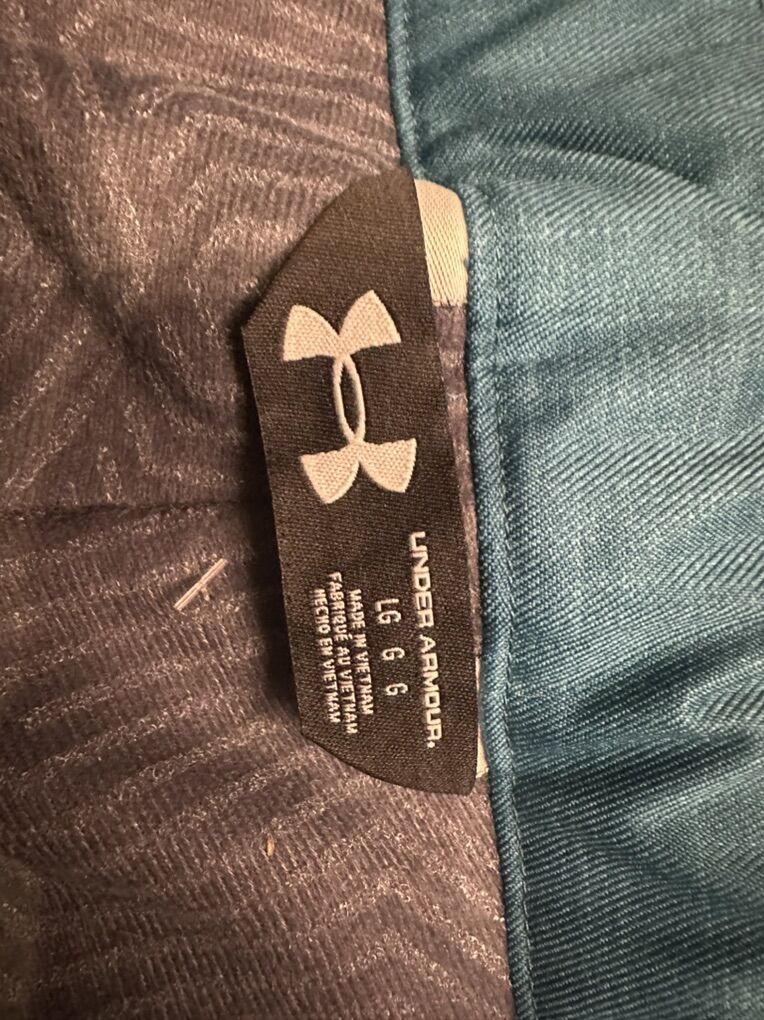 UNDER ARMOUR.
LG G G
MADE IN VIETNAM
FABRIQUÉ AU VIETNAM
HECHO EN VIETNAM